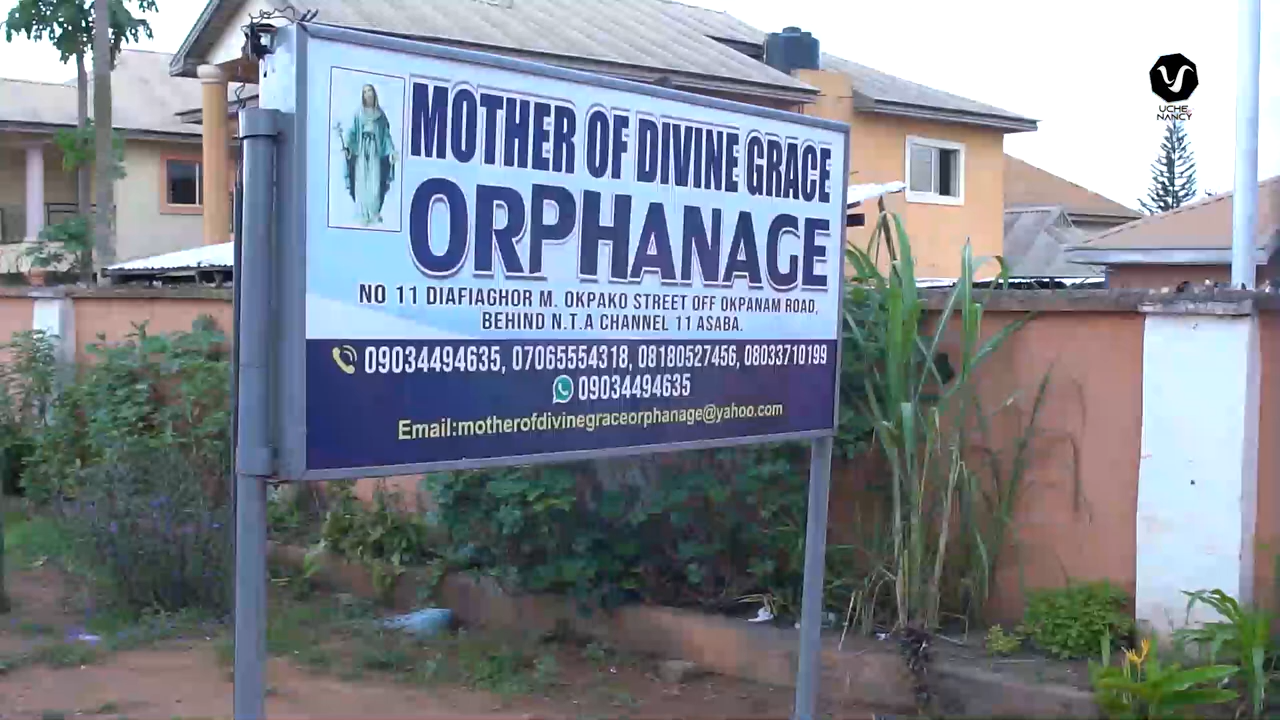 MOTHER OF DIVINE GRACE
ORPHANAGE
NO 11 DIAFIAGHOR M. OKPAKO STREET OFF OKPANAM ROAD,
BEHIND N.T.A CHANNEL 11 ASABA.
09034494635, 07065554318, 08180527456, 08033710199
09034494635
Email:motherofdivinegraceorphanage@yahoo.com
UCHE
NANCY